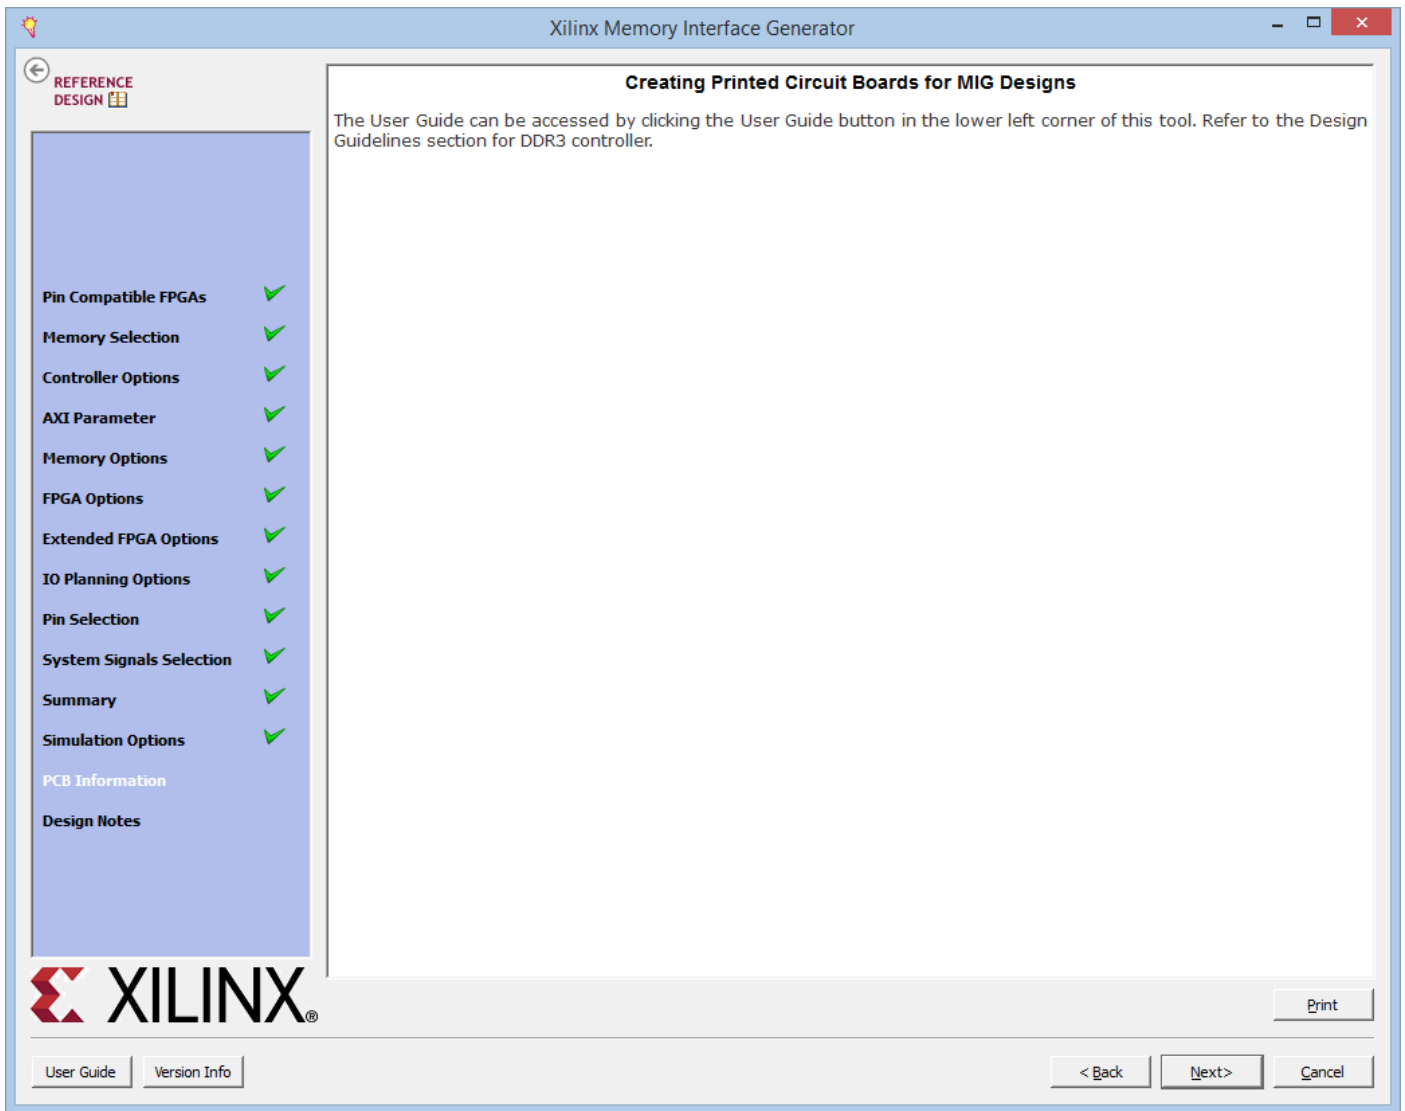 Xilinx Memory Interface Generator
REFERENCE
DESIGN
Creating Printed Circuit Boards for MIG Designs
The User Guide can be accessed by clicking the User Guide button in the lower left corner of this tool. Refer to the Design
Guidelines section for DDR3 controller.
Pin Compatible FPGAs
Memory Selection
Controller Options
AXI Parameter
Memory Options
FPGA Options
Extended FPGA Options
IO Planning Options
Pin Selection
System Signals Selection
Summary
Simulation Options
PCB Information
Design Notes
XILINX®
Print
User Guide
Version Info
< Back
Next>
Cancel